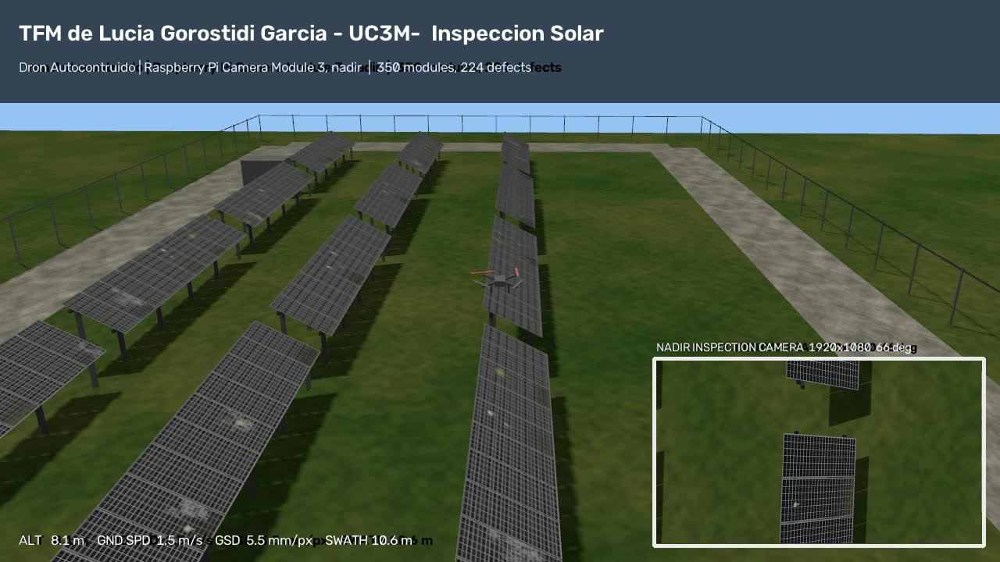 TFM de Lucia Gorostidi Garcia - UC3M-  Inspeccion Solar
Dron Autocontruido | Raspberry Pi Camera Module 3, nadir | 350 modules, 224 defects
NADIR INSPECTION CAMERA 1920x1080 66 deg
ALT 8.1 m GND SPD 1.5 m/s GSD 5.5 mm/px SWATH 10.6 m